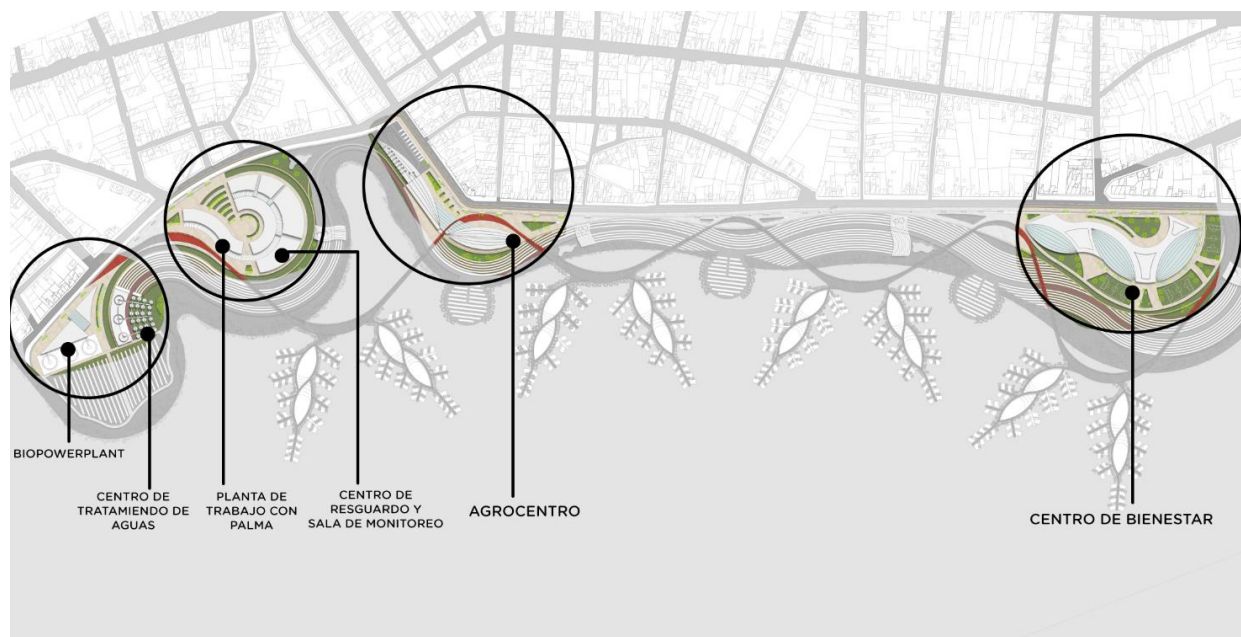 BIOPOWERPLANT
CENTRO DE
TRATAMIENDO DE
AGUAS
PLANTA DE
TRABAJO CON
PALMA
CENTRO DE
RESGUARDO Y
SALA DE MONITOREO
AGROCENTRO
CENTRO DE BIENESTAR